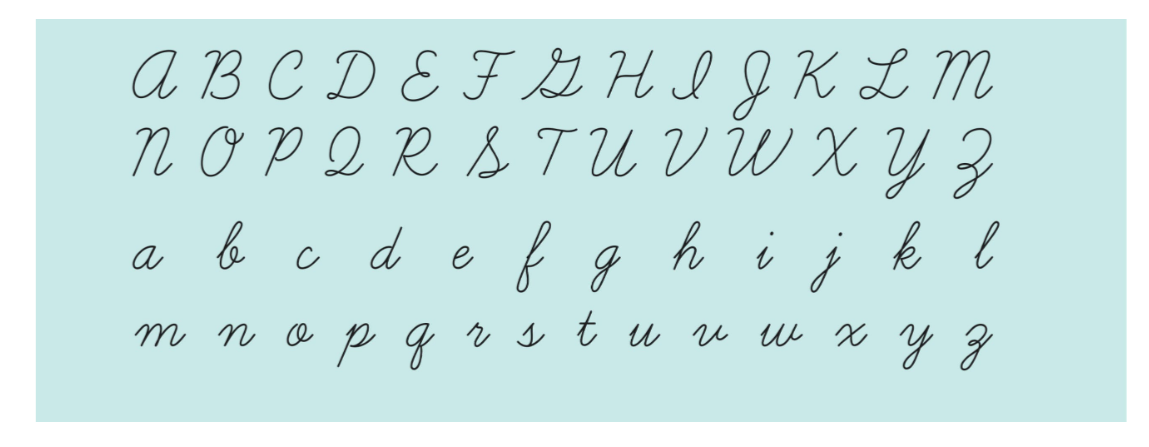 A B C D E F G H I J K L M
N O P Q R S T U V W X Y Z
a b c d e f g h i j k l
m n o p q r s t u v w x y z